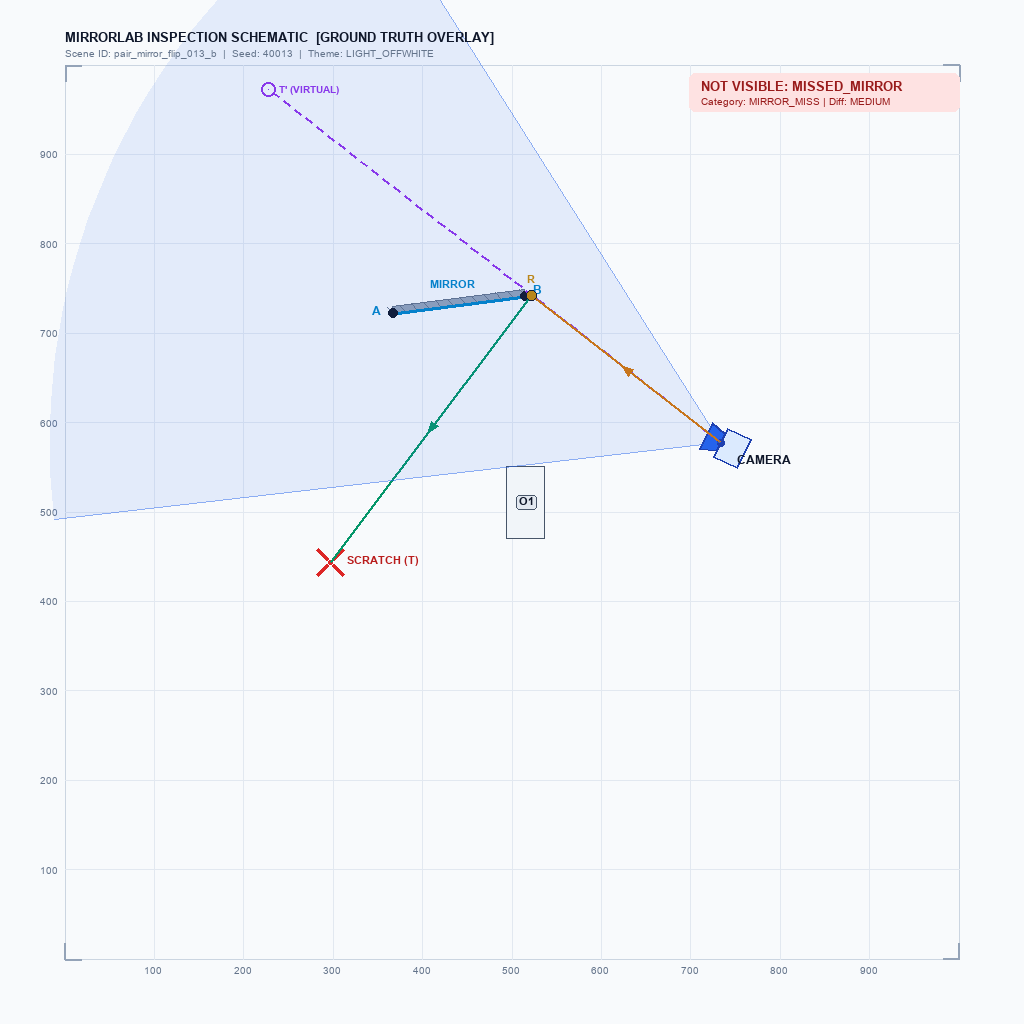 MIRRORLAB INSPECTION SCHEMATIC [GROUND TRUTH OVERLAY]
Scene ID: pair_mirror_flip_013_b | Seed: 40013 | Theme: LIGHT_OFFWHITE
NOT VISIBLE: MISSED_MIRROR
Category: MIRROR_MISS | Diff: MEDIUM
T' (VIRTUAL)
900
800
R
MIRROR
B
A
700
600
CAMERA
500
O1
SCRATCH (T)
400
300
200
100
100 200 300 400 500 600 700 800 900